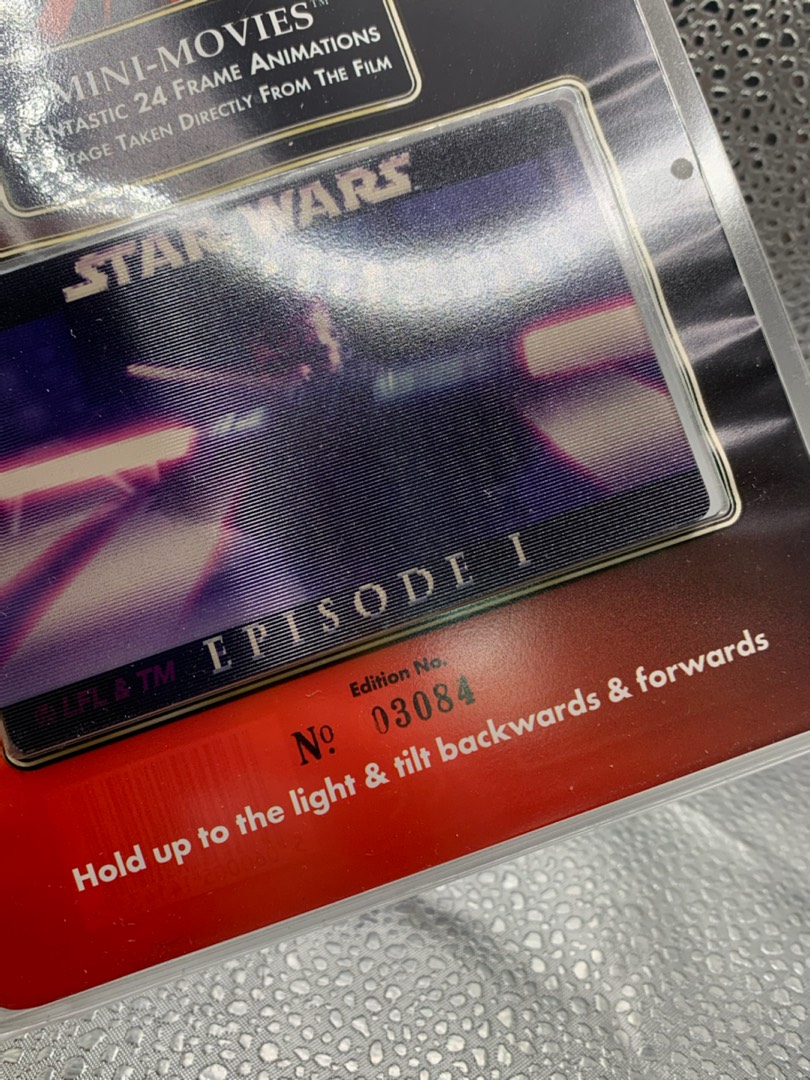 MINI-MOVIES™
FANTASTIC 24 FRAME ANIMATIONS
TAKEN DIRECTLY FROM THE FILM
STAR WARS
EPISODE I
© LFL & TM
Edition No.
Nº. 03084
Hold up to the light & tilt backwards & forwards